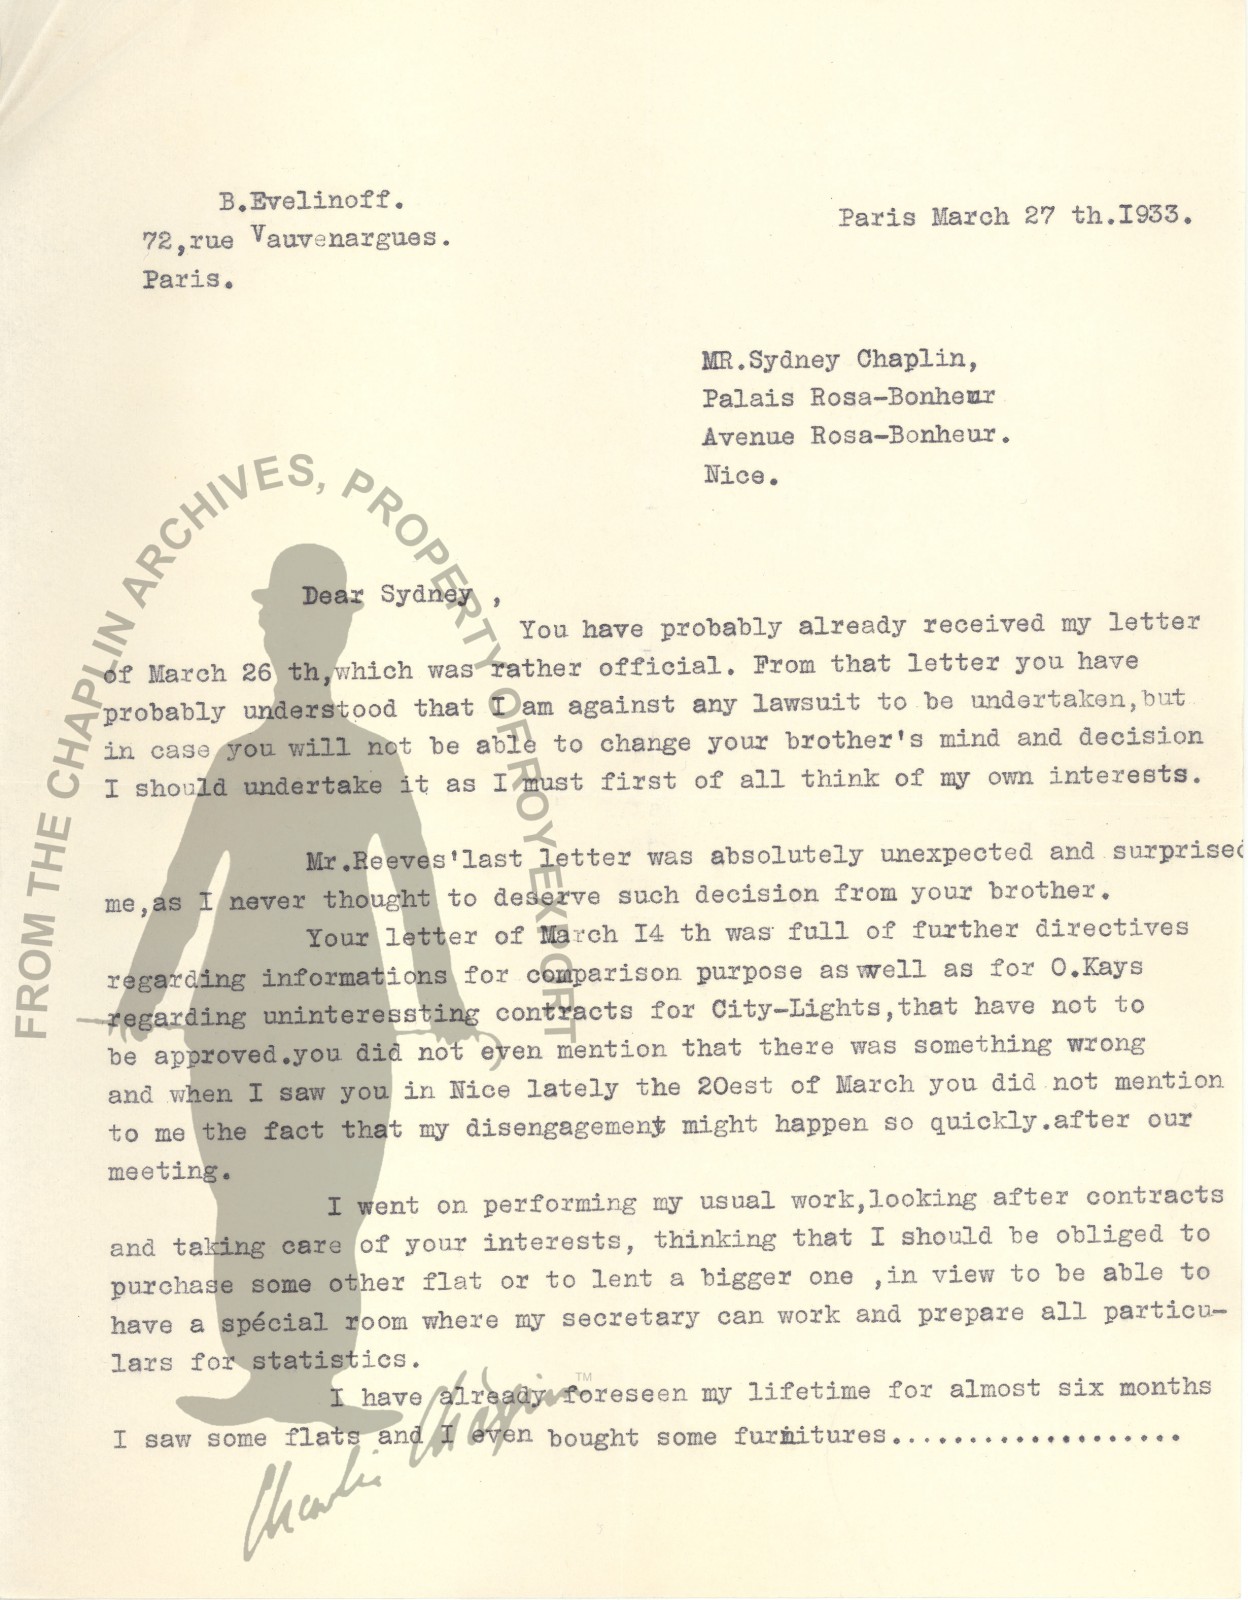 B.Evelinoff.
72,rue Vauvenargues.
Paris.
Paris March 27 th.I933.
MR.Sydney Chaplin,
Palais Rosa-Bonheur
Avenue Rosa-Bonheur.
Nice.
FROM THE CHAPLIN ARCHIVES, PROPERTY OF ROY EXPORT
Dear Sydney ,
You have probably already received my letter
of March 26 th,which was rather official. From that letter you have
probably understood that I am against any lawsuit to be undertaken,but
in case you will not be able to change your brother's mind and decision
I should undertake it as I must first of all think of my own interests.
Mr.Reeves'last letter was absolutely unexpected and surprised
me,as I never thought to deserve such decision from your brother.
Your letter of March I4 th was full of further directives
regarding informations for comparison purpose as well as for O.Kays
regarding uninteressting contracts for City-Lights,that have not to
be approved.you did not even mention that there was something wrong
and when I saw you in Nice lately the 20est of March you did not mention
to me the fact that my disengagement might happen so quickly.after our
meeting.
I went on performing my usual work,looking after contracts
and taking care of your interests, thinking that I should be obliged to
purchase some other flat or to lent a bigger one ,in view to be able to
have a spécial room where my secretary can work and prepare all particu-
lars for statistics.
I have already foreseen my lifetime for almost six months
I saw some flats and I even bought some furnitures...................
Charlie Chaplin™